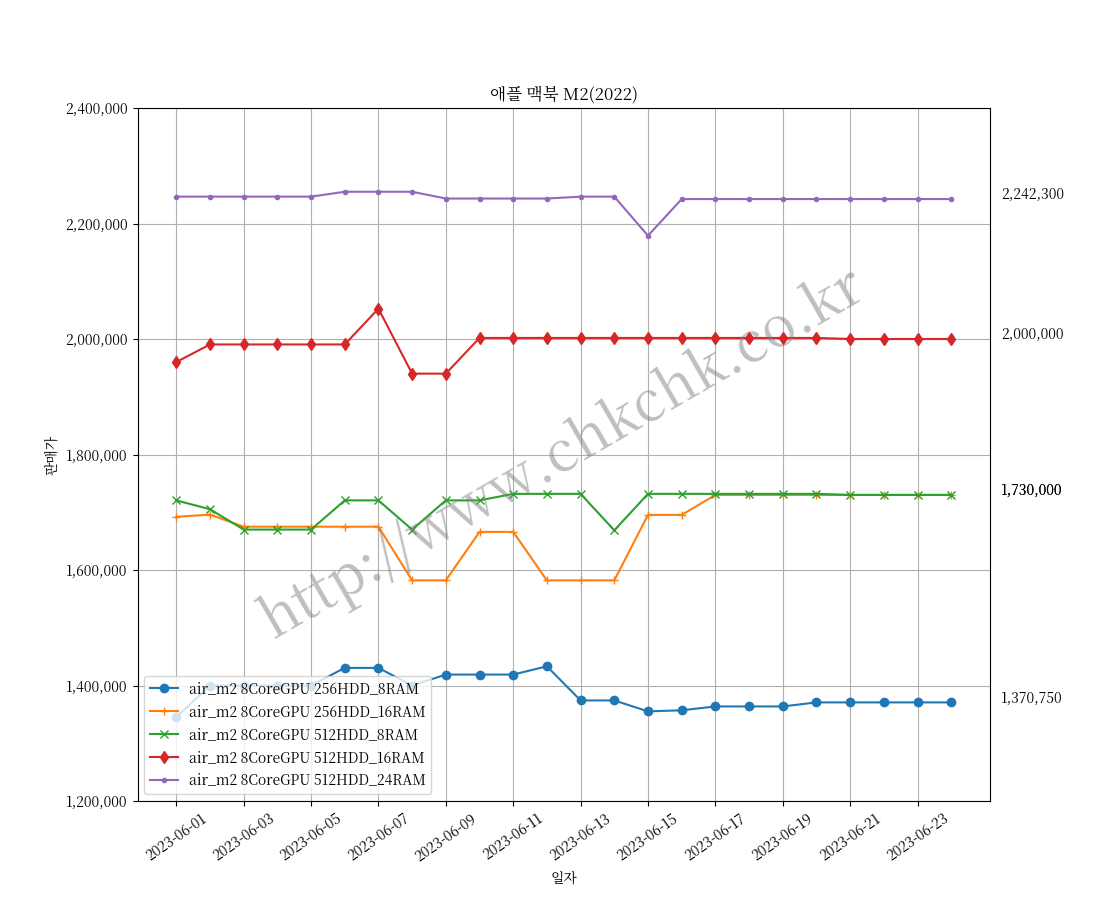 애플 맥북 M2(2022)
2,400,000
2,200,000
2,000,000
1,800,000
1,600,000
1,400,000
1,200,000
판매가
2,242,300
2,000,000
1,730,000
1,370,750
http://www.chkchk.co.kr
air_m2 8CoreGPU 256HDD_8RAM
air_m2 8CoreGPU 256HDD_16RAM
air_m2 8CoreGPU 512HDD_8RAM
air_m2 8CoreGPU 512HDD_16RAM
air_m2 8CoreGPU 512HDD_24RAM
2023-06-01
2023-06-03
2023-06-05
2023-06-07
2023-06-09
2023-06-11
2023-06-13
2023-06-15
2023-06-17
2023-06-19
2023-06-21
2023-06-23
일자